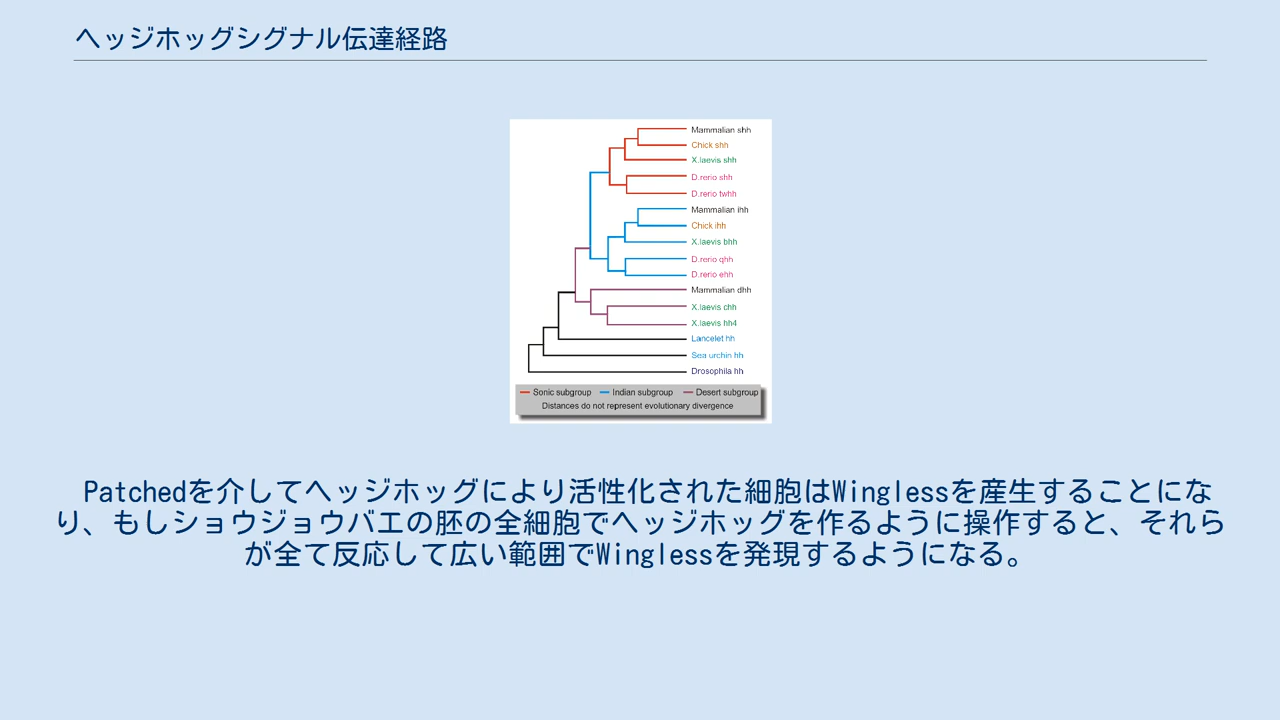 ヘッジホッグシグナル伝達経路
Mammalian shh
Chick shh
X.laevis shh
D.rerio shh
D.rerio twhh
Mammalian ihh
Chick ihh
X.laevis bhh
D.rerio qhh
D.rerio ehh
Mammalian dhh
X.laevis chh
X.laevis hh4
Lancelet hh
Sea urchin hh
Drosophila hh
Sonic subgroup Indian subgroup Desert subgroup
Distances do not represent evolutionary divergence
Patchedを介してヘッジホッグにより活性化された細胞はWinglessを産生することにな
り、もしショウジョウバエの胚の全細胞でヘッジホッグを作るように操作すると、それら
が全て反応して広い範囲でWinglessを発現するようになる。